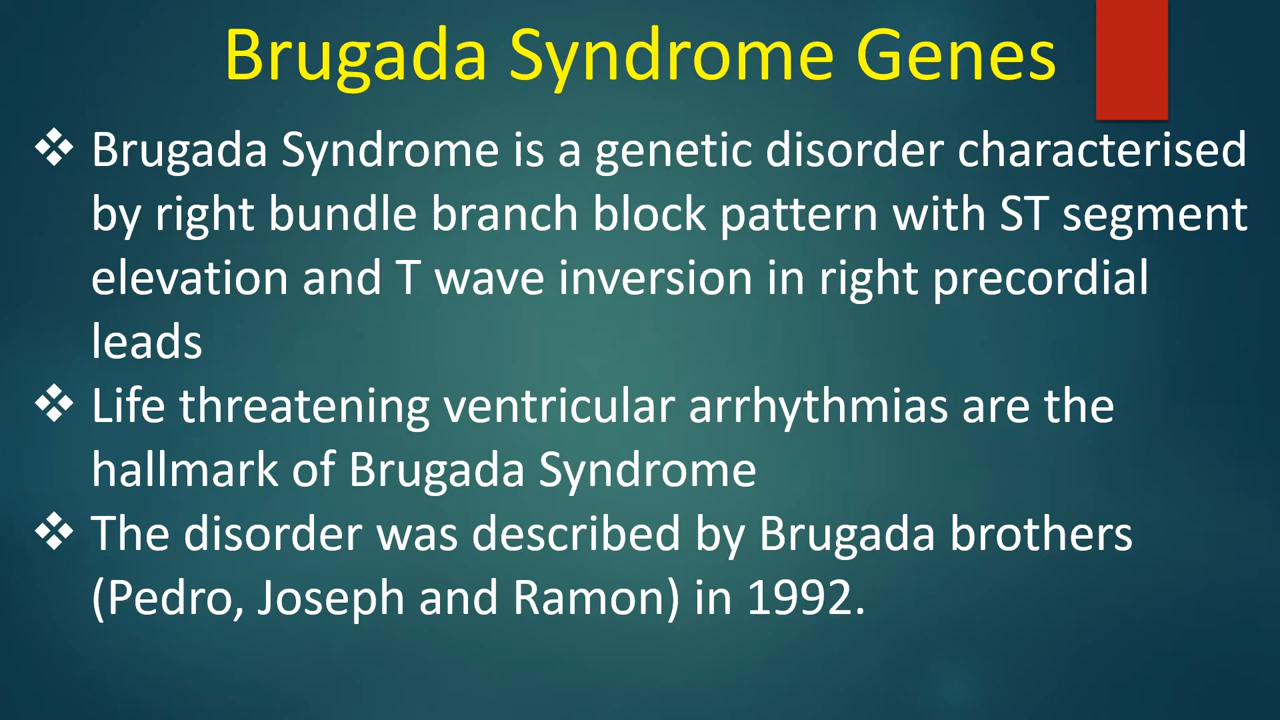 Brugada Syndrome Genes
❖ Brugada Syndrome is a genetic disorder characterised
by right bundle branch block pattern with ST segment
elevation and T wave inversion in right precordial
leads
❖ Life threatening ventricular arrhythmias are the
hallmark of Brugada Syndrome
❖ The disorder was described by Brugada brothers
(Pedro, Joseph and Ramon) in 1992.